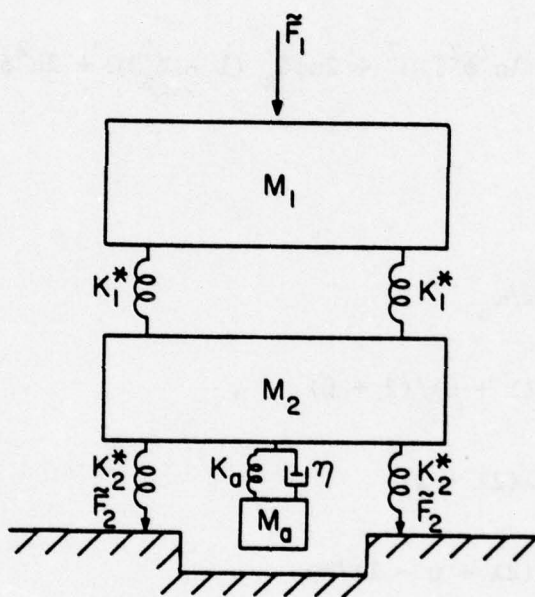 F̃₁
M₁
K₁* K₁*
M₂
K₂* Kₐ η K₂*
F̃₂ Mₐ F̃₂